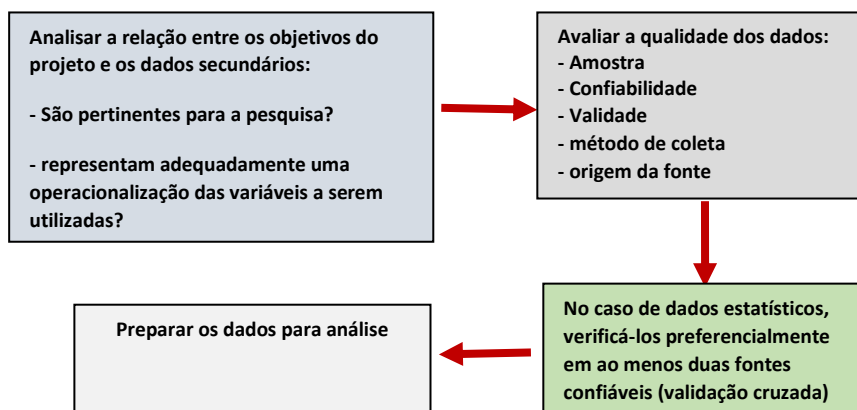 Analisar a relação entre os objetivos do
projeto e os dados secundários:
- São pertinentes para a pesquisa?
- representam adequadamente uma
operacionalização das variáveis a serem
utilizadas?
Avaliar a qualidade dos dados:
- Amostra
- Confiabilidade
- Validade
- método de coleta
- origem da fonte
No caso de dados estatísticos,
verificá-los preferencialmente
em ao menos duas fontes
confiáveis (validação cruzada)
Preparar os dados para análise